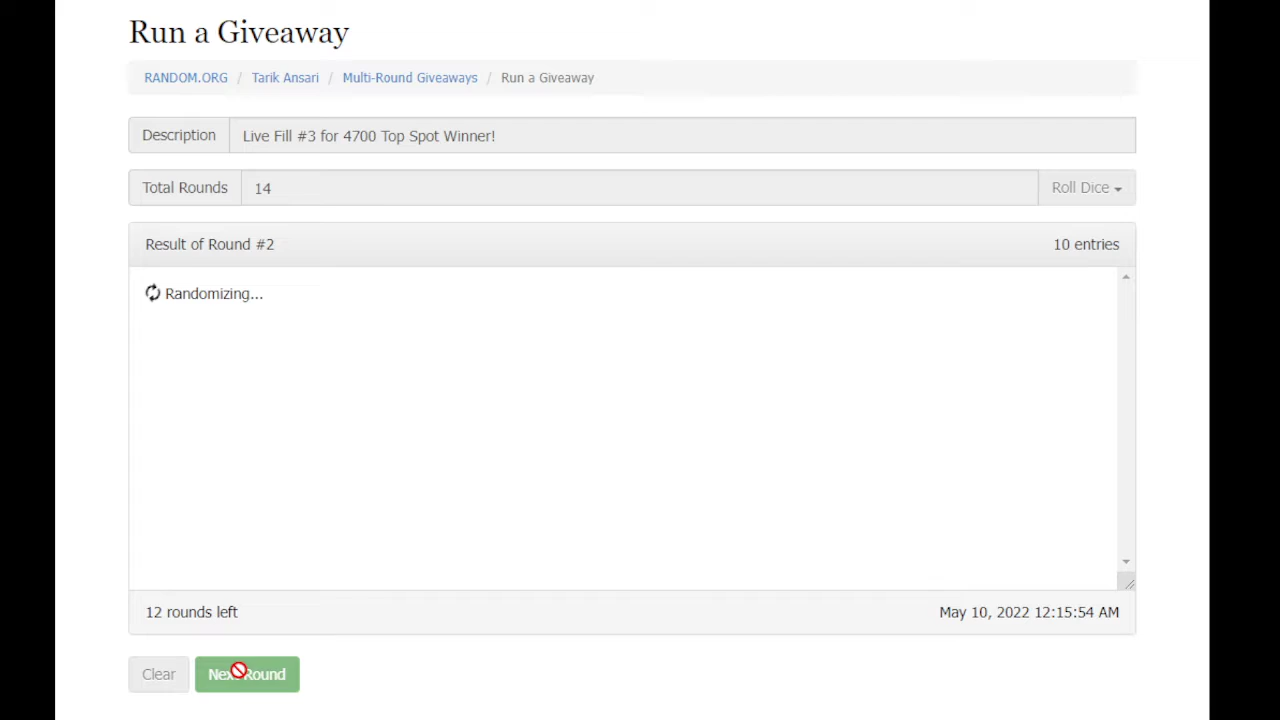 Run a Giveaway
RANDOM.ORG / Tarik Ansari / Multi-Round Giveaways / Run a Giveaway
Description Live Fill #3 for 4700 Top Spot Winner!
Total Rounds 14 Roll Dice
Result of Round #2 10 entries
Randomizing...
12 rounds left May 10, 2022 12:15:54 AM
Clear Next Round